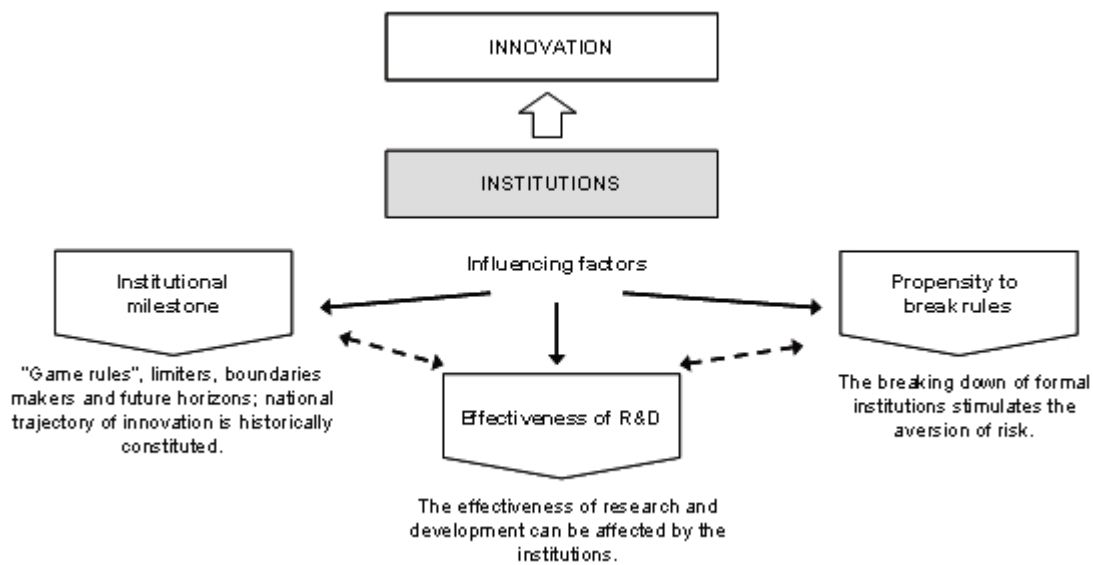 INNOVATION
INSTITUTIONS
Influencing factors
Institutional
milestone
"Game rules", limiters, boundaries
makers and future horizons; national
trajectory of innovation is historically
constituted.
Effectiveness of R&D
The effectiveness of research and
development can be affected by the
institutions.
Propensity to
break rules
The breaking down of formal
institutions stimulates the
aversion of risk.